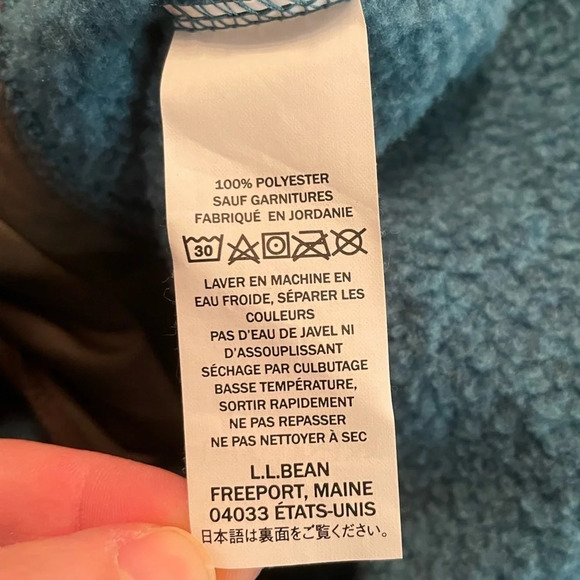 100% POLYESTER
SAUF GARNITURES
FABRIQUÉ EN JORDANIE
30
LAVER EN MACHINE EN
EAU FROIDE, SÉPARER LES
COULEURS
PAS D'EAU DE JAVEL NI
D'ASSOUPLISSANT
SÉCHAGE PAR CULBUTAGE
BASSE TEMPÉRATURE,
SORTIR RAPIDEMENT
NE PAS REPASSER
NE PAS NETTOYER À SEC
L.L.BEAN
FREEPORT, MAINE
04033 ÉTATS-UNIS
日本語は裏面をご覧ください。